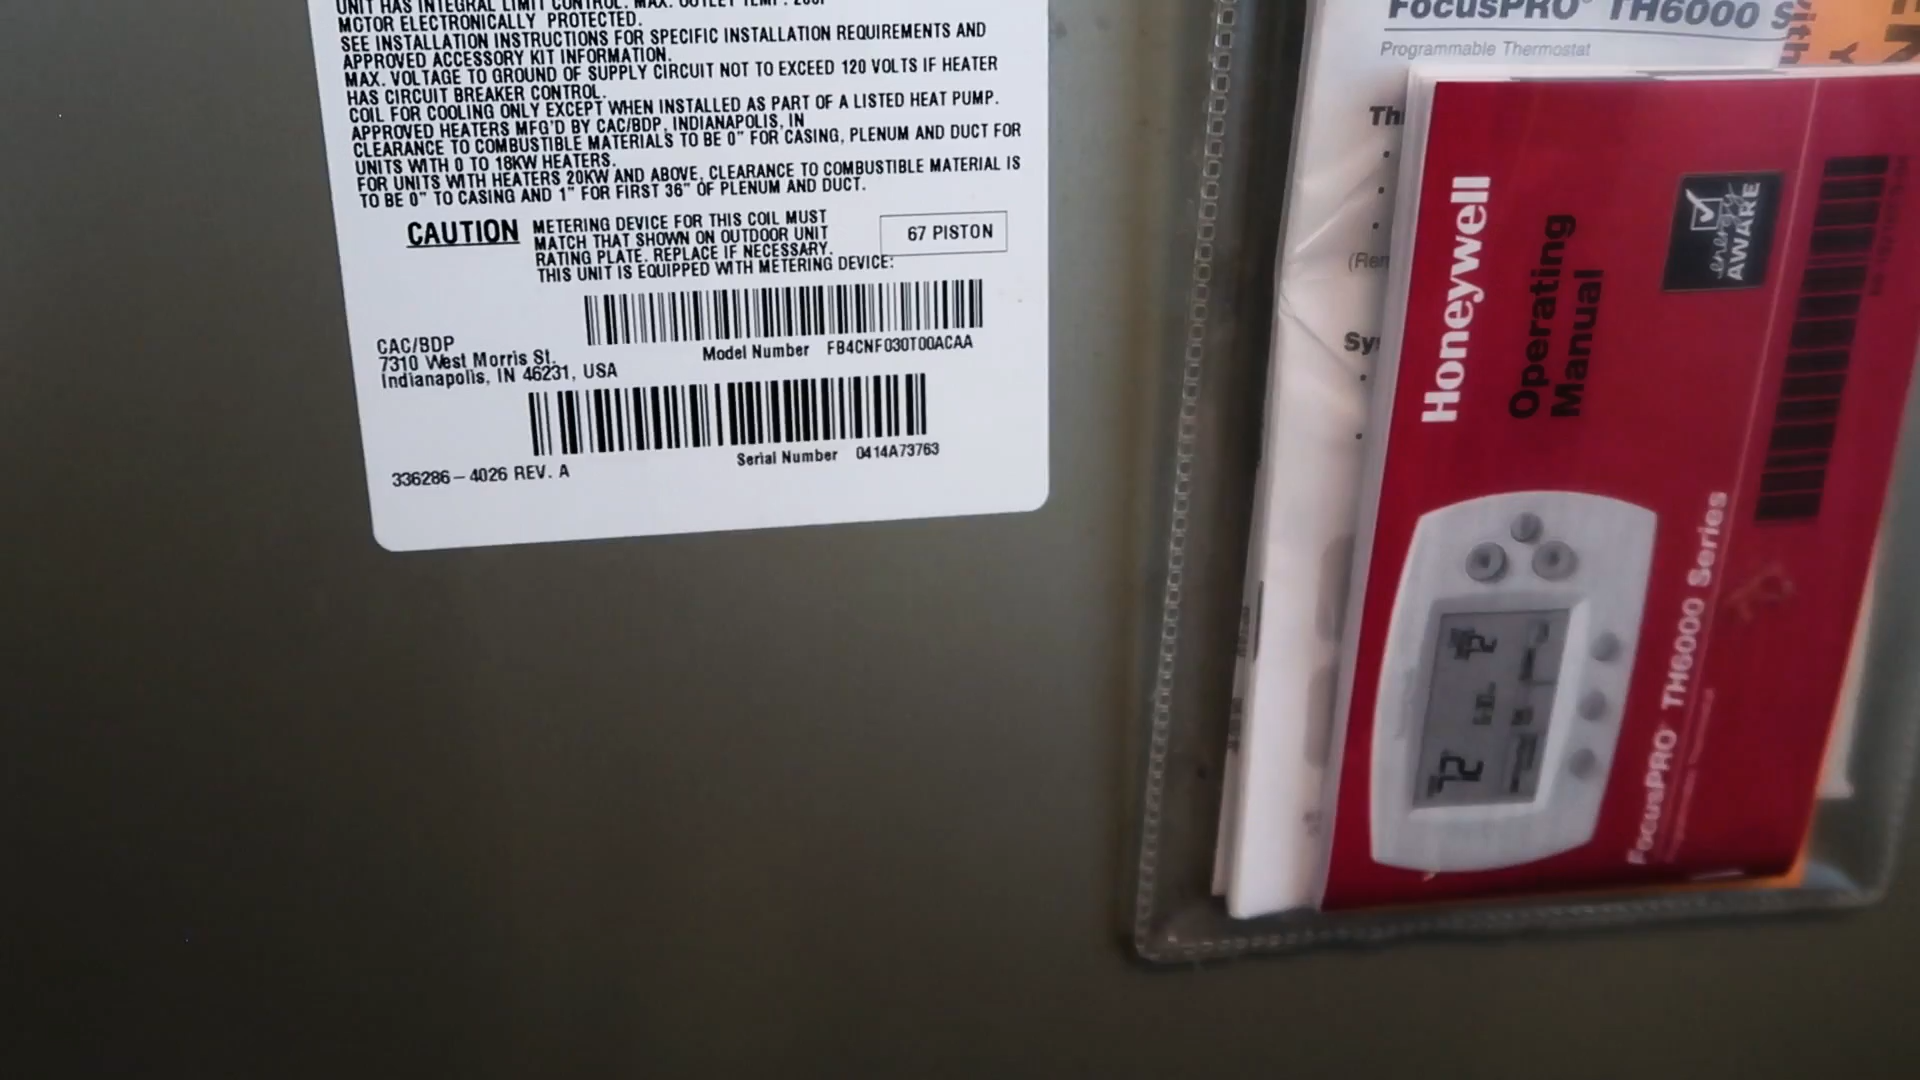 UNIT HAS INTEGRAL LIMIT CONTROL. MAX. OUTLET TEMP. 200F
MOTOR ELECTRONICALLY PROTECTED.
SEE INSTALLATION INSTRUCTIONS FOR SPECIFIC INSTALLATION REQUIREMENTS AND
APPROVED ACCESSORY KIT INFORMATION.
MAX. VOLTAGE TO GROUND OF SUPPLY CIRCUIT NOT TO EXCEED 120 VOLTS IF HEATER
HAS CIRCUIT BREAKER CONTROL.
COIL FOR COOLING ONLY EXCEPT WHEN INSTALLED AS PART OF A LISTED HEAT PUMP.
APPROVED HEATERS MFG'D BY CAC/BDP, INDIANAPOLIS, IN
CLEARANCE TO COMBUSTIBLE MATERIALS TO BE 0" FOR CASING, PLENUM AND DUCT FOR
UNITS WITH 0 TO 18KW HEATERS.
FOR UNITS WITH HEATERS 20KW AND ABOVE, CLEARANCE TO COMBUSTIBLE MATERIAL IS
TO BE 0" TO CASING AND 1" FOR FIRST 36" OF PLENUM AND DUCT.
CAUTION
METERING DEVICE FOR THIS COIL MUST
MATCH THAT SHOWN ON OUTDOOR UNIT
RATING PLATE. REPLACE IF NECESSARY.
THIS UNIT IS EQUIPPED WITH METERING DEVICE:
67 PISTON
CAC/BDP
7310 West Morris St.
Indianapolis, IN 46231, USA
Model Number FB4CNF030T00ACAA
Serial Number 0414A73763
336286-4026 REV. A
FocusPRO® TH6000 S
Programmable Thermostat
Honeywell
Operating
Manual
energy
AWARE
FocusPRO® TH6000 Series
72
72